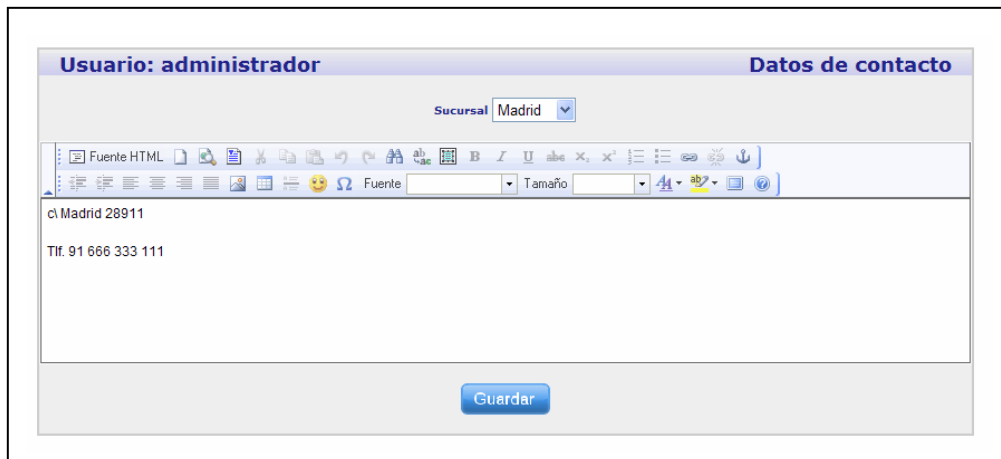 Usuario: administrador Datos de contacto
Sucursal Madrid
Fuente HTML
Fuente Tamaño
c\ Madrid 28911
Tlf. 91 666 333 111
Guardar